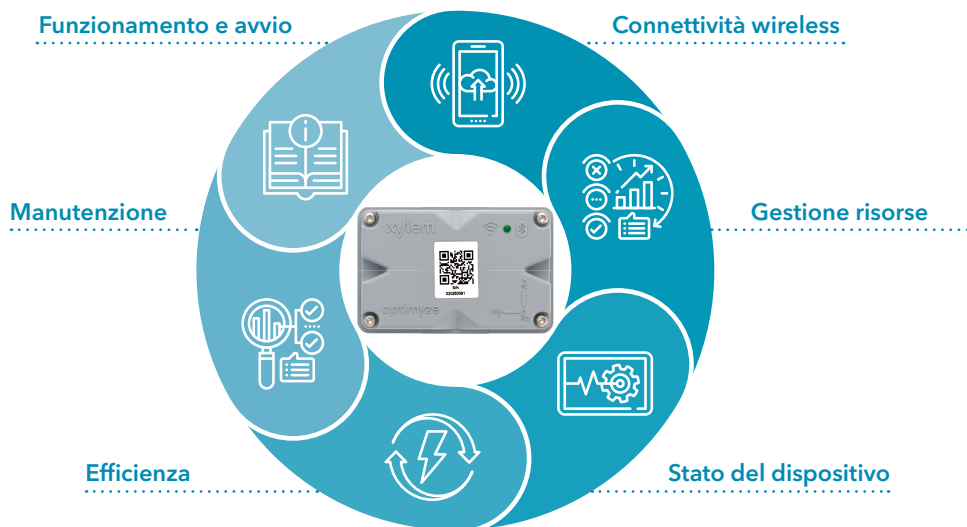 Funzionamento e avvio
Connettività wireless
Manutenzione
Gestione risorse
xylem
S/N
optimyze
Efficienza
Stato del dispositivo